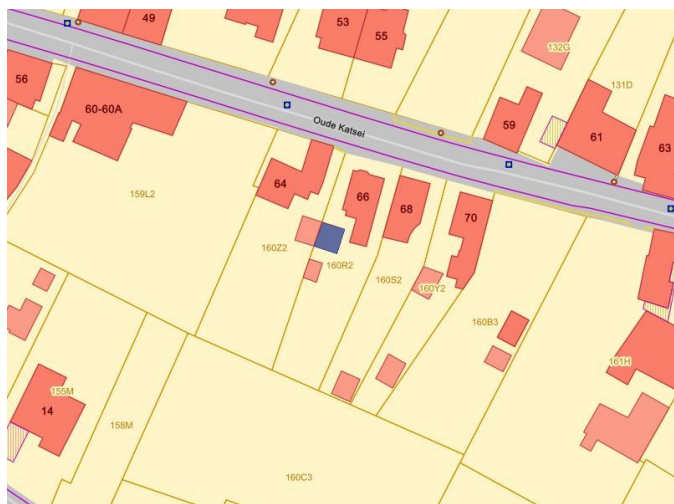 49
53
55
132G
131D
56
60-60A
Oude Katsei
59
61
63
159L2
64
66
68
70
160Z2
160R2
160S2
160Y2
160B3
161H
155M
14
158M
160C3